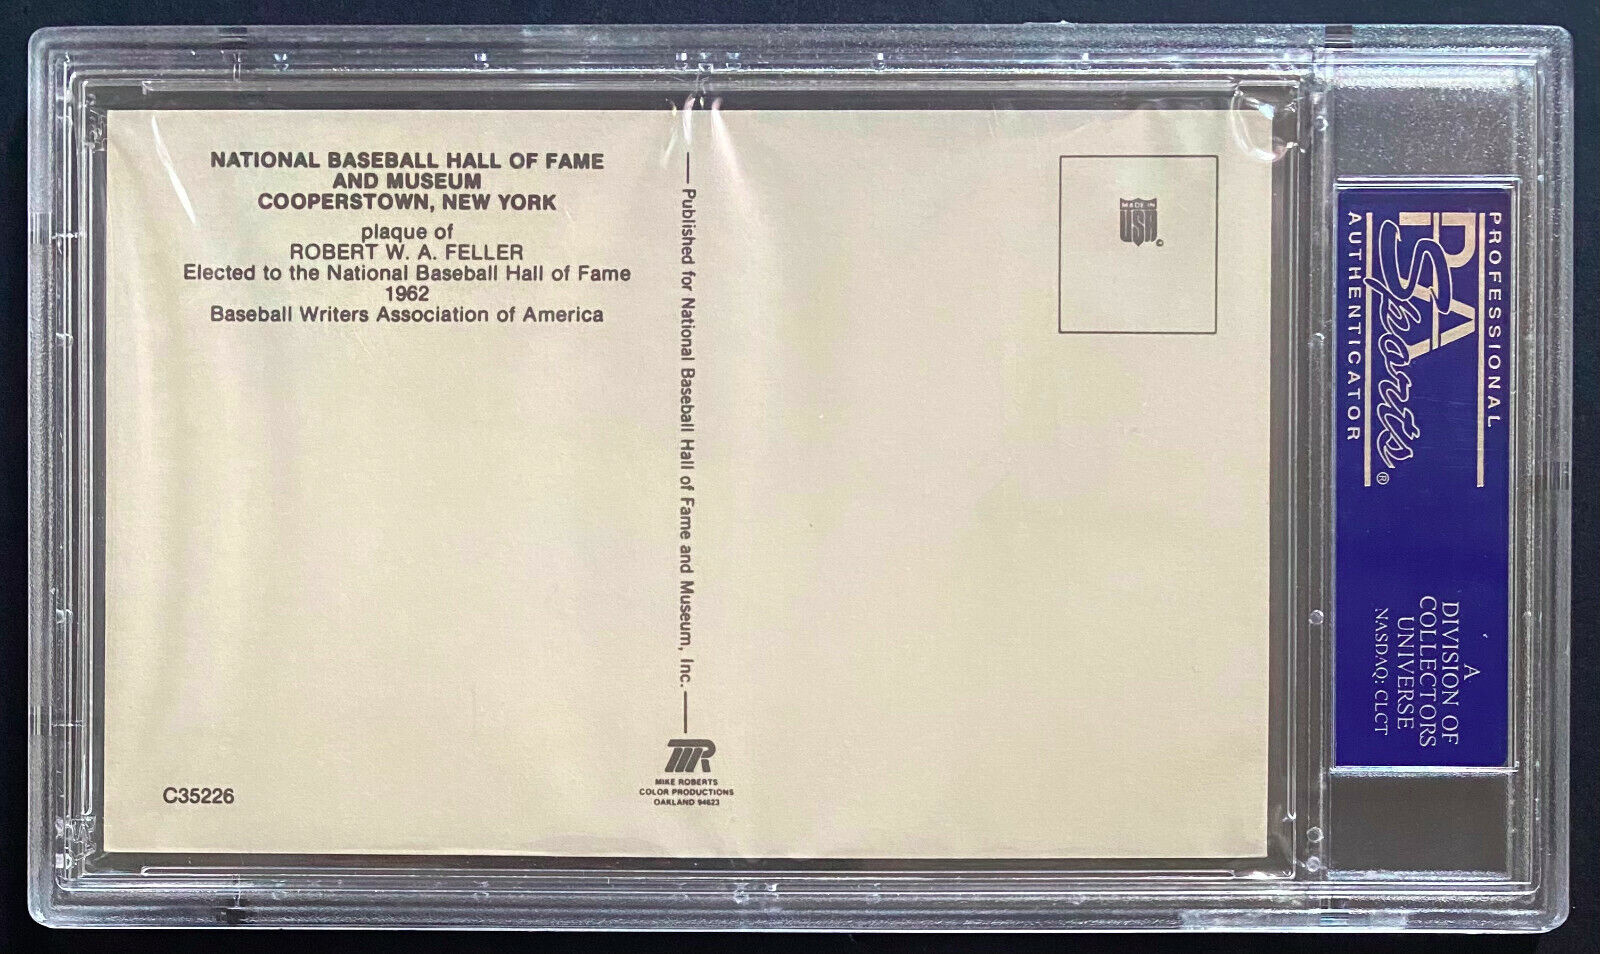 NATIONAL BASEBALL HALL OF FAME
AND MUSEUM
COOPERSTOWN, NEW YORK
plaque of
ROBERT W. A. FELLER
Elected to the National Baseball Hall of Fame
1962
Baseball Writers Association of America
C35226
Published for National Baseball Hall of Fame and Museum, Inc.
MR
MIKE ROBERTS
COLOR PRODUCTIONS
OAKLAND 94623
MADE IN
USA
©
PROFESSIONAL
PSA
Sports®
AUTHENTICATOR
A
DIVISION OF
COLLECTORS
UNIVERSE
NASDAQ: CLCT